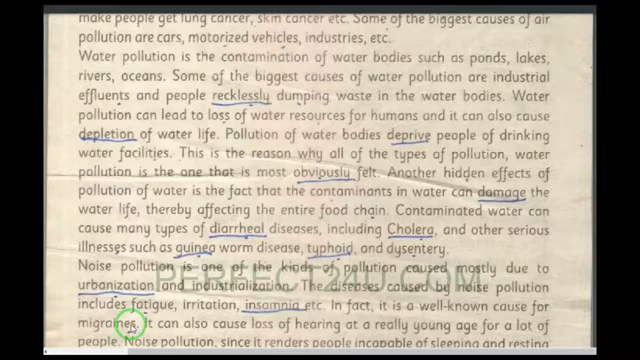 make people get lung cancer, skin cancer etc. Some of the biggest causes of air
pollution are cars, motorized vehicles, industries, etc.
Water pollution is the contamination of water bodies such as ponds, lakes,
rivers, oceans. Some of the biggest causes of water pollution are industrial
effluents and people recklessly dumping waste in the water bodies. Water
pollution can lead to loss of water resources for humans and it can also cause
depletion of water life. Pollution of water bodies deprive people of drinking
water facilities. This is the reason why all of the types of pollution, water
pollution is the one that is most obviously felt. Another hidden effects of
pollution of water is the fact that the contaminants in water can damage the
water life, thereby affecting the entire food chain. Contaminated water can
cause many types of diarrheal diseases, including Cholera, and other serious
illnesses such as guinea worm disease, typhoid, and dysentery.
Noise pollution is one of the kinds of pollution caused mostly due to
urbanization and industrialization. The diseases caused by noise pollution
includes fatigue, irritation, insomnia etc. In fact, it is a well-known cause for
migraines. It can also cause loss of hearing at a really young age for a lot of
people. Noise pollution, since it renders people incapable of sleeping and resting